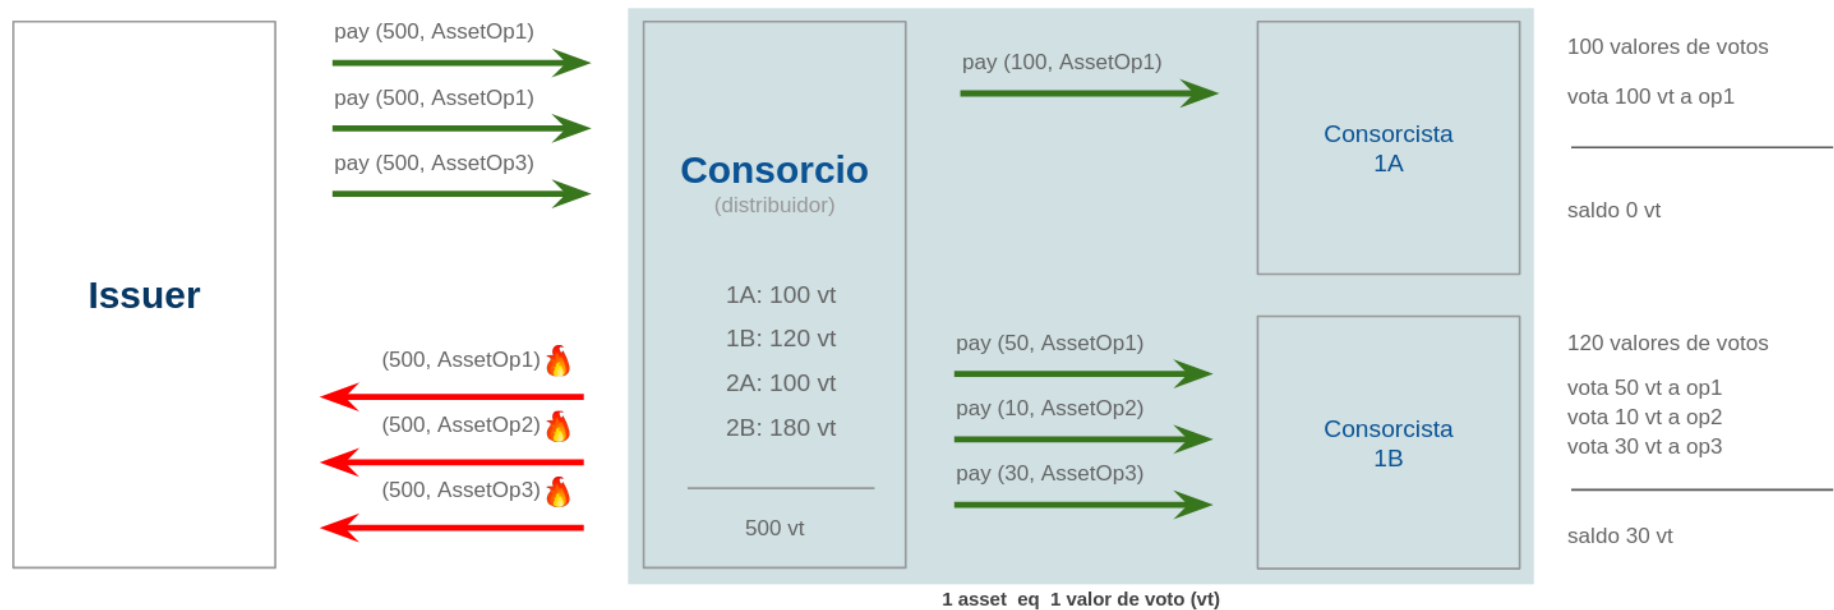 Issuer
pay (500, AssetOp1)
pay (500, AssetOp1)
pay (500, AssetOp3)
(500, AssetOp1)
(500, AssetOp2)
(500, AssetOp3)
Consorcio
(distribuidor)
1A: 100 vt
1B: 120 vt
2A: 100 vt
2B: 180 vt
500 vt
pay (100, AssetOp1)
Consorcista
1A
100 valores de votos
vota 100 vt a op1
saldo 0 vt
pay (50, AssetOp1)
pay (10, AssetOp2)
pay (30, AssetOp3)
Consorcista
1B
120 valores de votos
vota 50 vt a op1
vota 10 vt a op2
vota 30 vt a op3
saldo 30 vt
1 asset eq 1 valor de voto (vt)